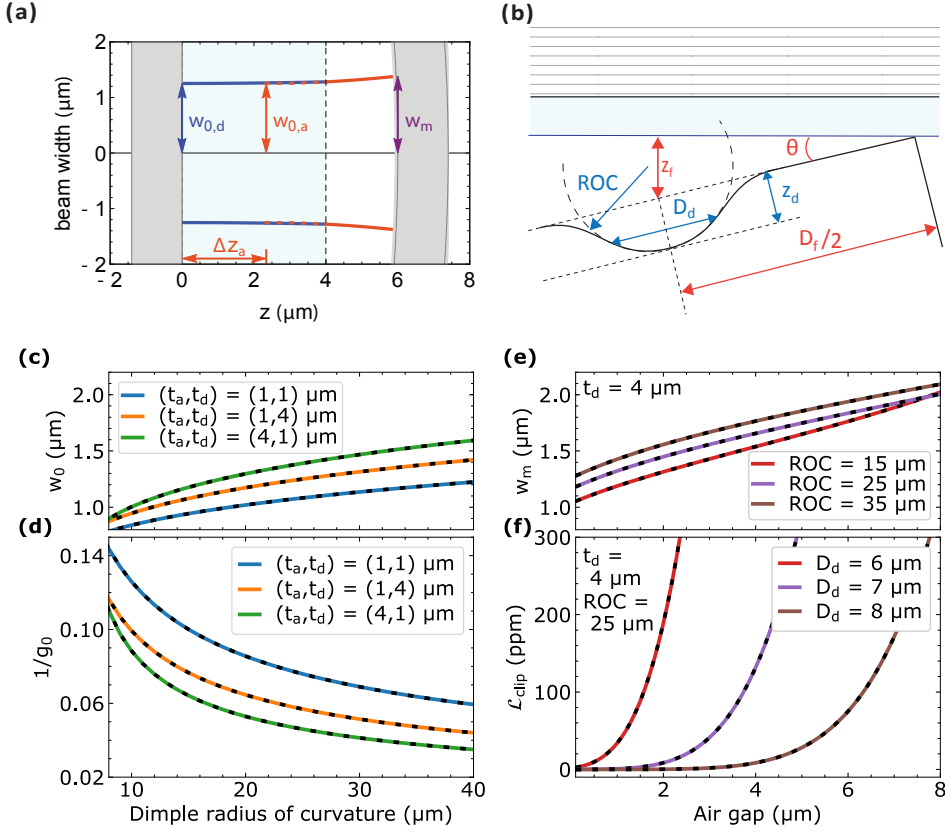 (a)
2
1
0
- 1
- 2
beam width (μm)
w0,d
w0,a
wm
Δza
- 2
0
2
4
6
8
z (μm)
(b)
θ
zf
ROC
Dd
zd
Df/2
(c)
2.0
1.5
1.0
w0 (μm)
(ta,td) = (1,1) μm
(ta,td) = (1,4) μm
(ta,td) = (4,1) μm
(d)
0.14
0.10
0.06
0.02
1/g0
(ta,td) = (1,1) μm
(ta,td) = (1,4) μm
(ta,td) = (4,1) μm
10
20
30
40
Dimple radius of curvature (μm)
(e)
td = 4 μm
2.0
1.5
1.0
wm (μm)
ROC = 15 μm
ROC = 25 μm
ROC = 35 μm
(f)
300
200
100
0
ℒclip (ppm)
td =
4 μm
ROC =
25 μm
Dd = 6 μm
Dd = 7 μm
Dd = 8 μm
2
4
6
8
Air gap (μm)